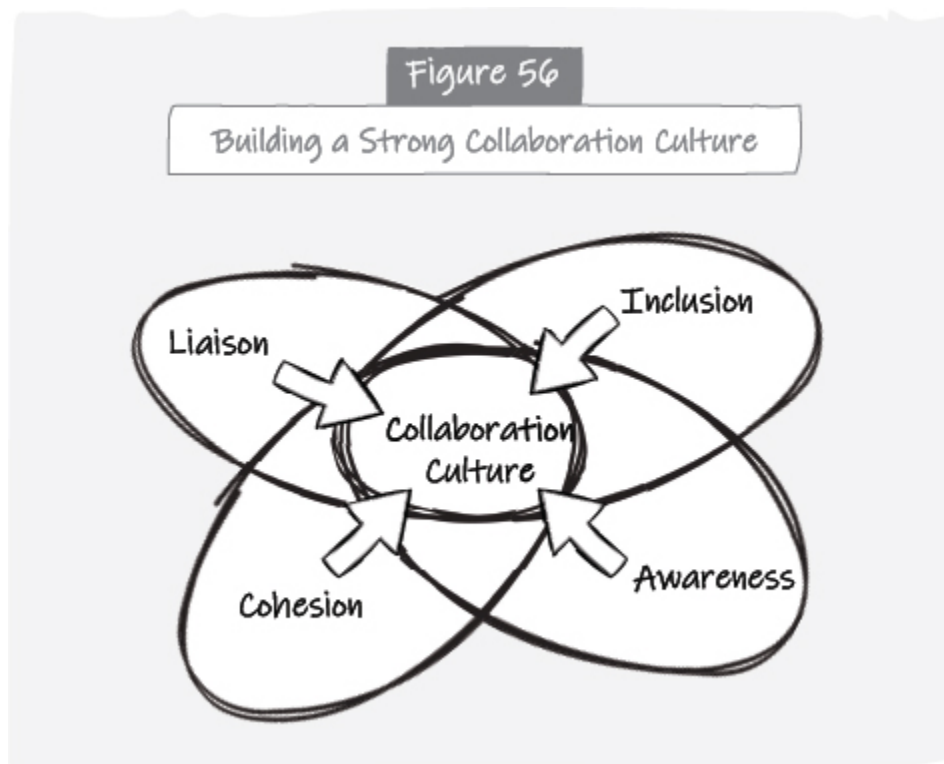 Figure 56
Building a Strong Collaboration Culture
Liaison
Inclusion
Collaboration
Culture
Cohesion
Awareness